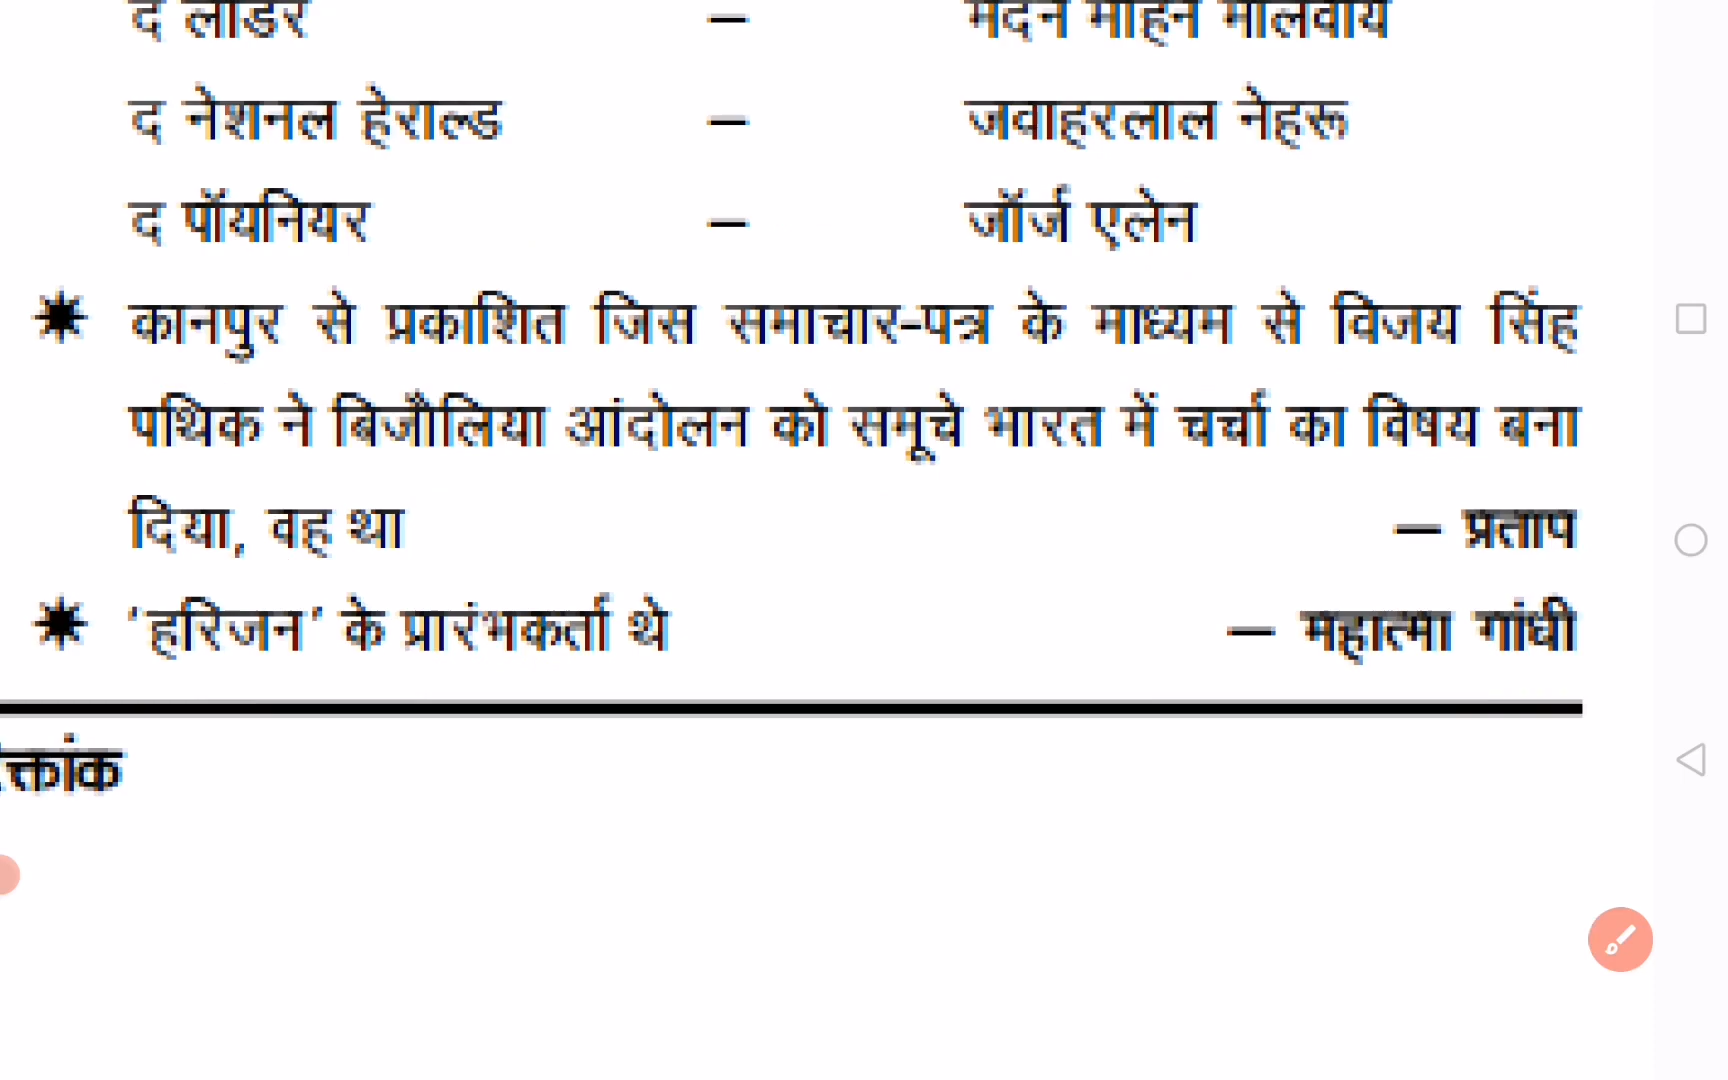 द लीडर – मदन मोहन मालवीय
द नेशनल हेराल्ड – जवाहरलाल नेहरू
द पॉयनियर – जॉर्ज एलेन
✷ कानपुर से प्रकाशित जिस समाचार-पत्र के माध्यम से विजय सिंह
पथिक ने बिजौलिया आंदोलन को समूचे भारत में चर्चा का विषय बना
दिया, वह था – प्रताप
✷ 'हरिजन' के प्रारंभकर्ता थे – महात्मा गांधी